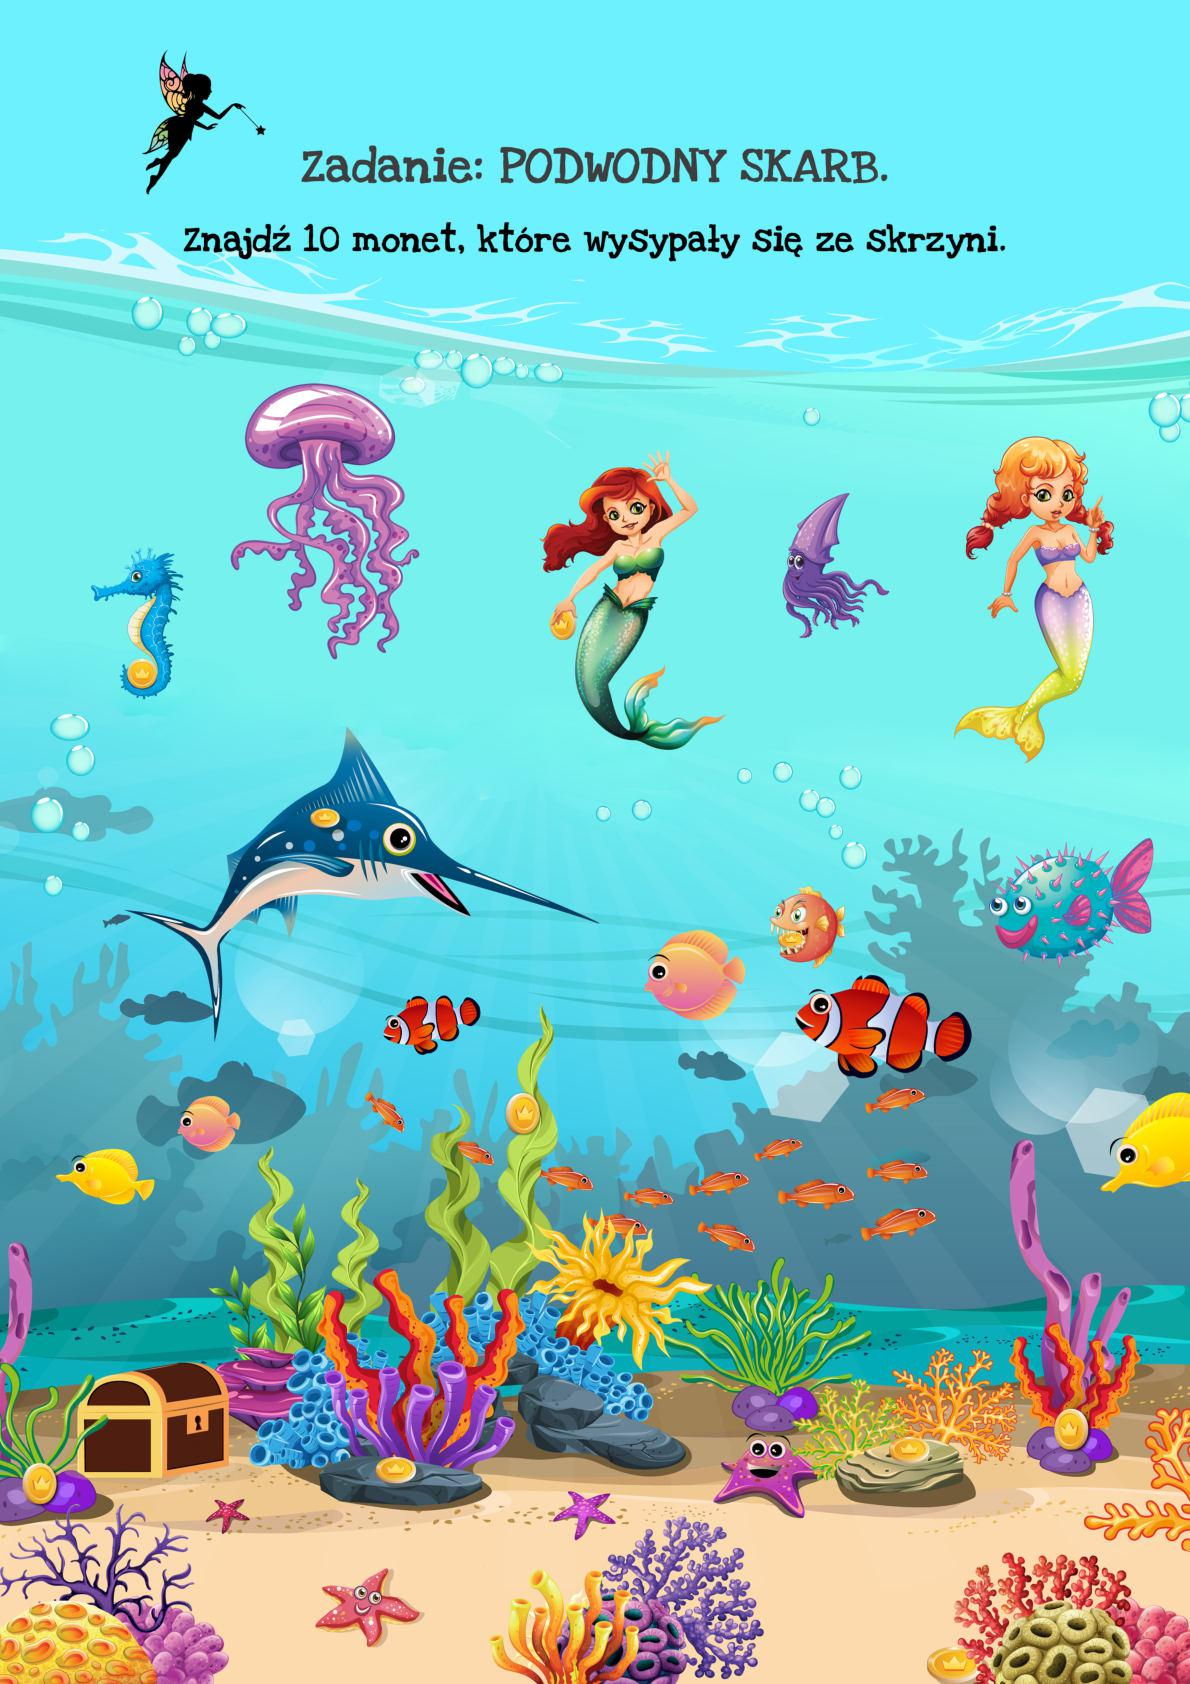 Zadanie: PODWODNY SKARB.
Znajdź 10 monet, które wysypały się ze skrzyni.